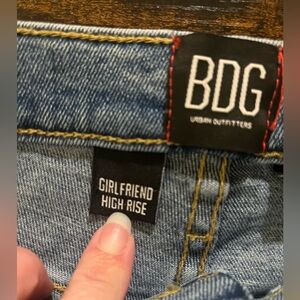 BDG
URBAN OUTFITTERS
GIRLFRIEND
HIGH RISE